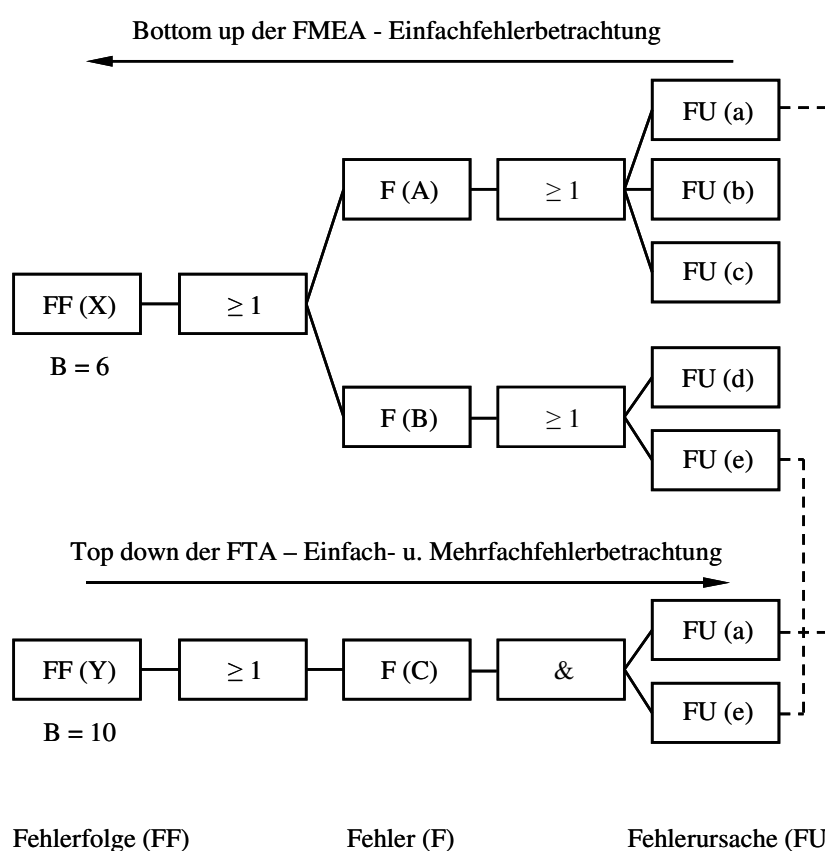 Bottom up der FMEA - Einfachfehlerbetrachtung
FU (a)
F (A)
≥ 1
FU (b)
FU (c)
FF (X)
≥ 1
B = 6
FU (d)
F (B)
≥ 1
FU (e)
Top down der FTA – Einfach- u. Mehrfachfehlerbetrachtung
FU (a)
FF (Y)
≥ 1
F (C)
&
FU (e)
B = 10
Fehlerfolge (FF)
Fehler (F)
Fehlerursache (FU